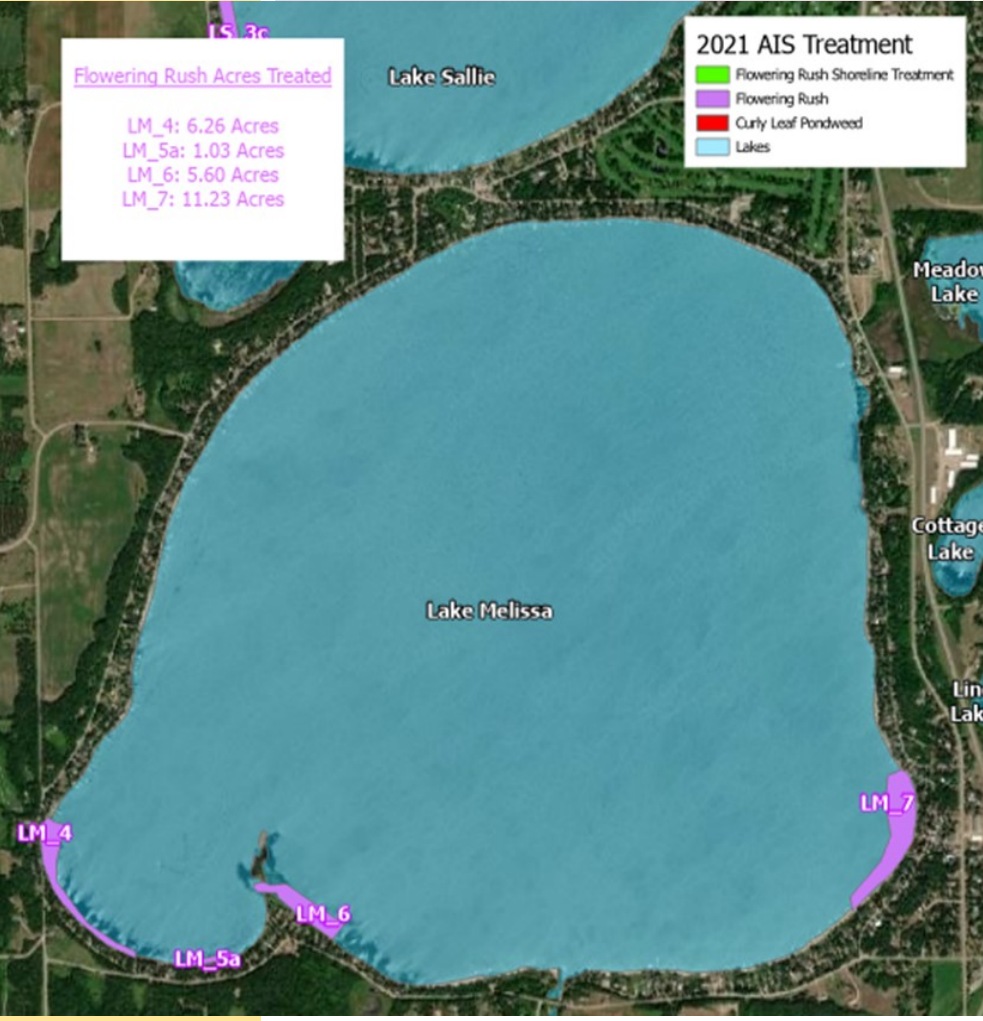 LS_3c
Flowering Rush Acres Treated
LM_4: 6.26 Acres
LM_5a: 1.03 Acres
LM_6: 5.60 Acres
LM_7: 11.23 Acres
Lake Sallie
2021 AIS Treatment
Flowering Rush Shoreline Treatment
Flowering Rush
Curly Leaf Pondweed
Lakes
Meadow
Lake
Cottage
Lake
Lake Melissa
Lin
Lak
LM_7
LM_4
LM_6
LM_5a